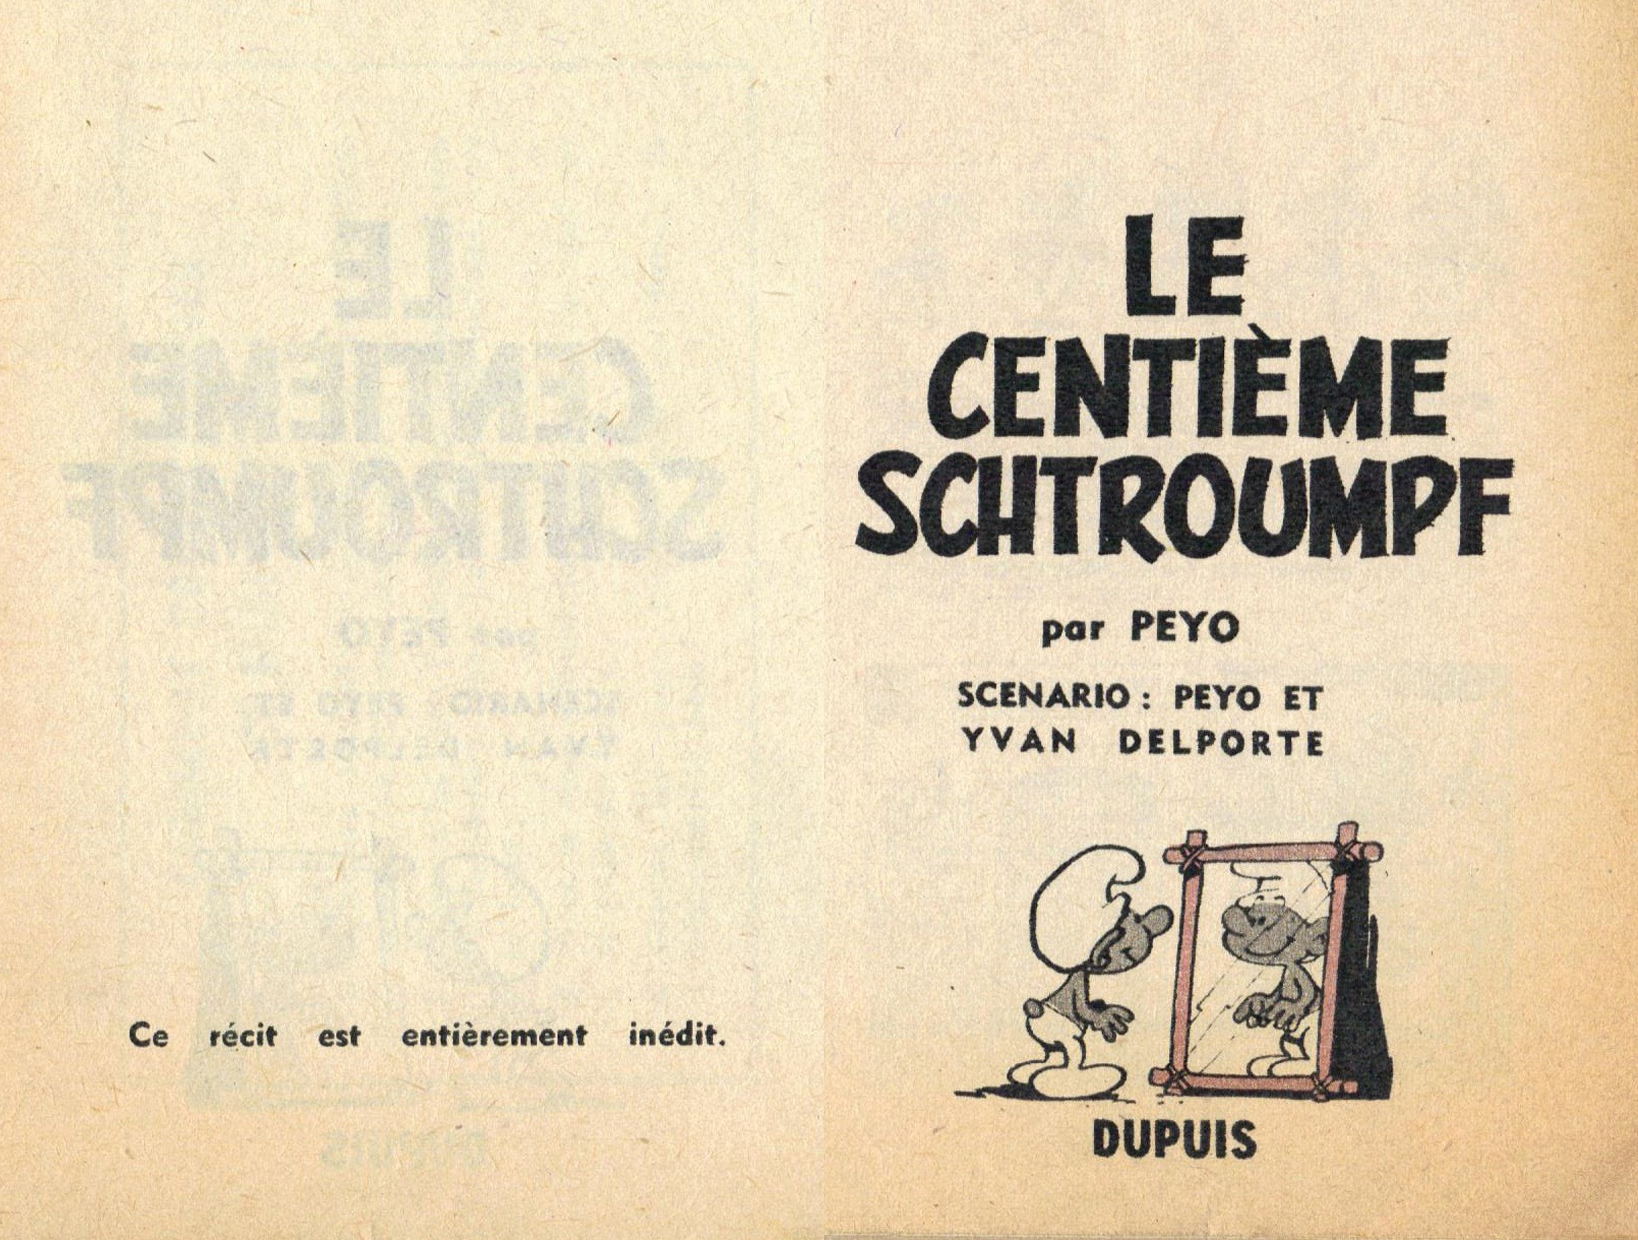 Ce récit est entièrement inédit.
LE
CENTIÈME
SCHTROUMPF
par PEYO
SCENARIO : PEYO ET
YVAN DELPORTE
DUPUIS